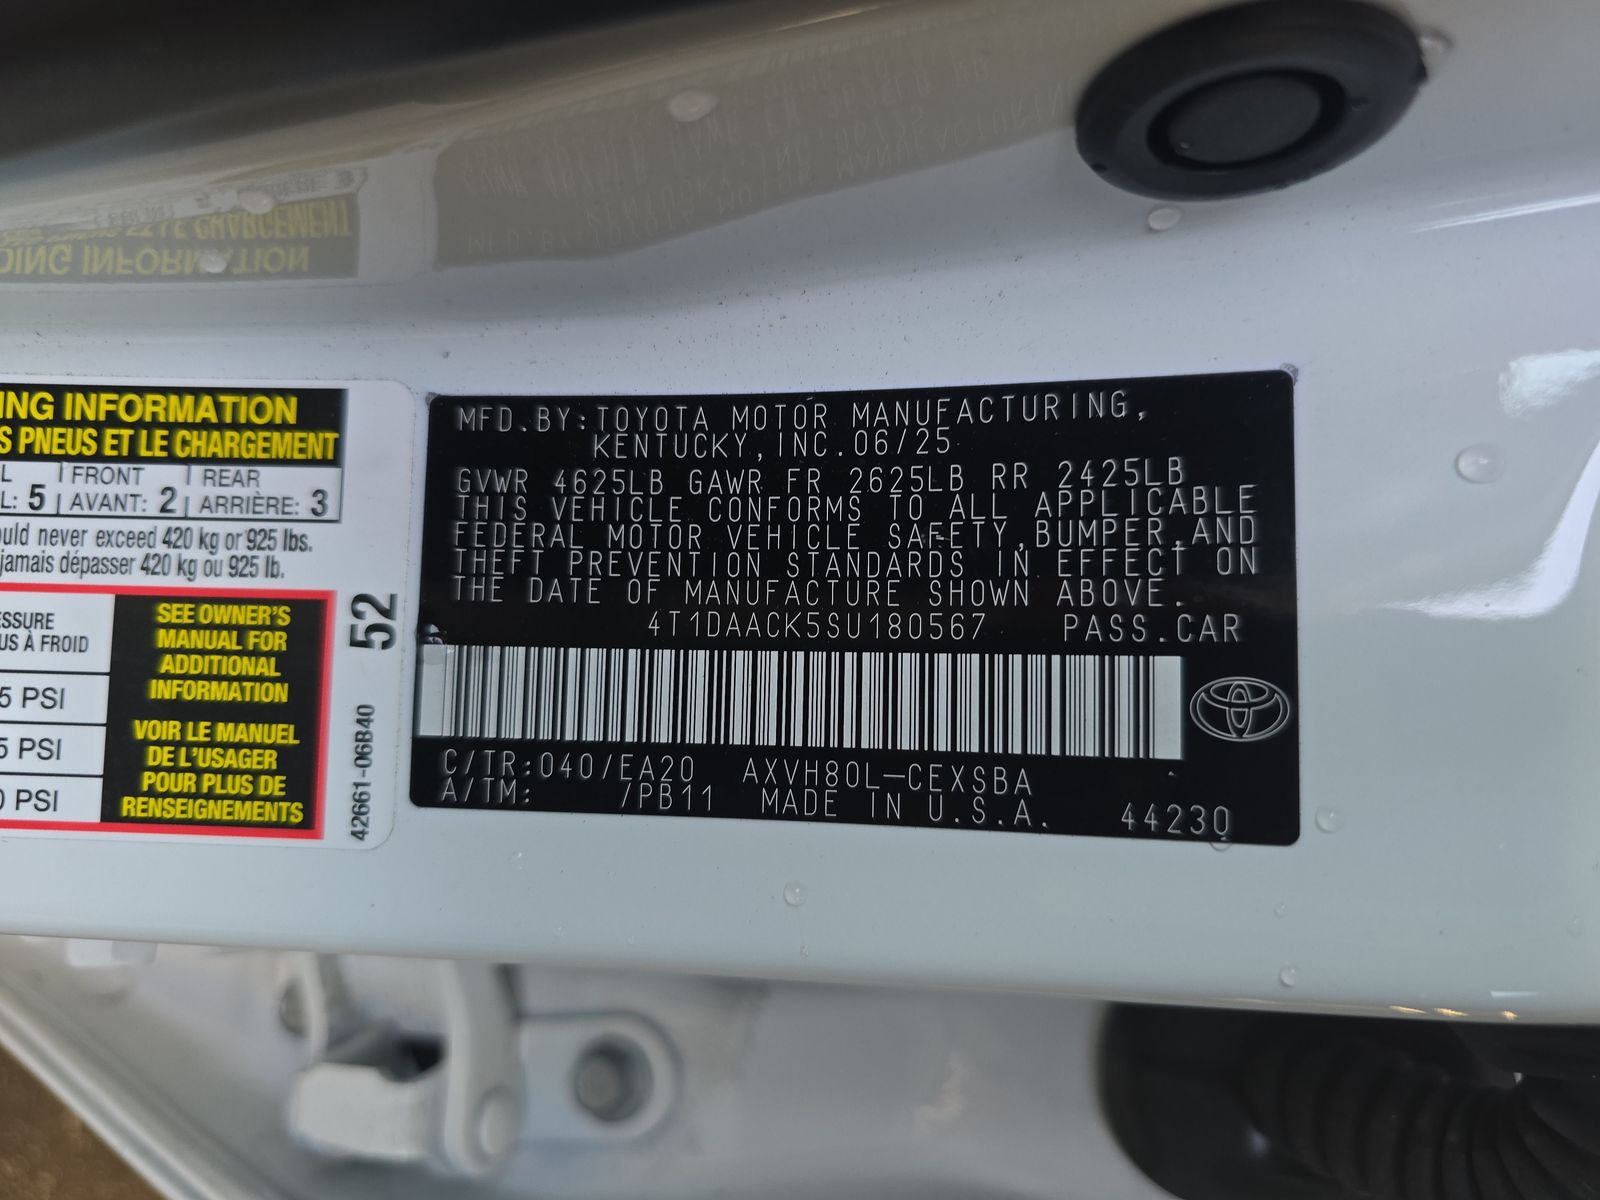 ING INFORMATION
S PNEUS ET LE CHARGEMENT
L | FRONT | REAR
L: 5 | AVANT: 2 | ARRIÈRE: 3
ould never exceed 420 kg or 925 lbs.
jamais dépasser 420 kg ou 925 lb.
ESSURE
US À FROID
5 PSI
5 PSI
0 PSI
SEE OWNER'S
MANUAL FOR
ADDITIONAL
INFORMATION
VOIR LE MANUEL
DE L'USAGER
POUR PLUS DE
RENSEIGNEMENTS
52
42661-06B40
MFD.BY:TOYOTA MOTOR MANUFACTURING,
KENTUCKY,INC.06/25
GVWR 4625LB GAWR FR 2625LB RR 2425LB
THIS VEHICLE CONFORMS TO ALL APPLICABLE
FEDERAL MOTOR VEHICLE SAFETY,BUMPER,AND
THEFT PREVENTION STANDARDS IN EFFECT ON
THE DATE OF MANUFACTURE SHOWN ABOVE.
4T1DAACK5SU180567 PASS.CAR
C/TR:040/EA20 AXVH80L-CEXSBA
A/TM: /PB11 MADE IN U.S.A. 44230